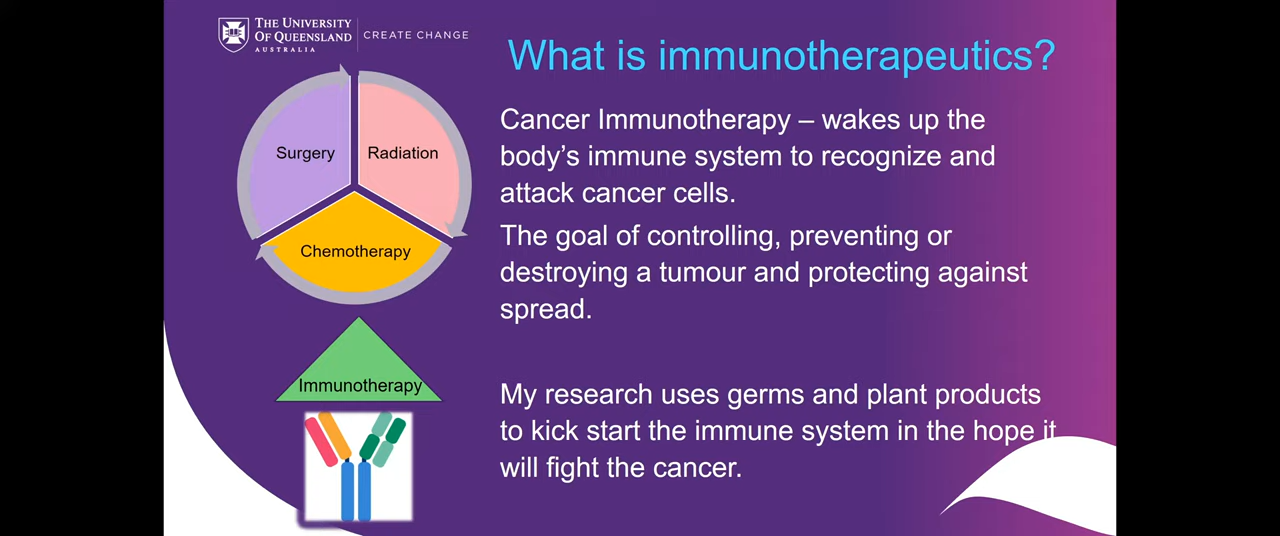 THE UNIVERSITY
OF QUEENSLAND
AUSTRALIA
CREATE CHANGE
What is immunotherapeutics?
Surgery
Radiation
Chemotherapy
Immunotherapy
Cancer Immunotherapy – wakes up the
body's immune system to recognize and
attack cancer cells.
The goal of controlling, preventing or
destroying a tumour and protecting against
spread.
My research uses germs and plant products
to kick start the immune system in the hope it
will fight the cancer.